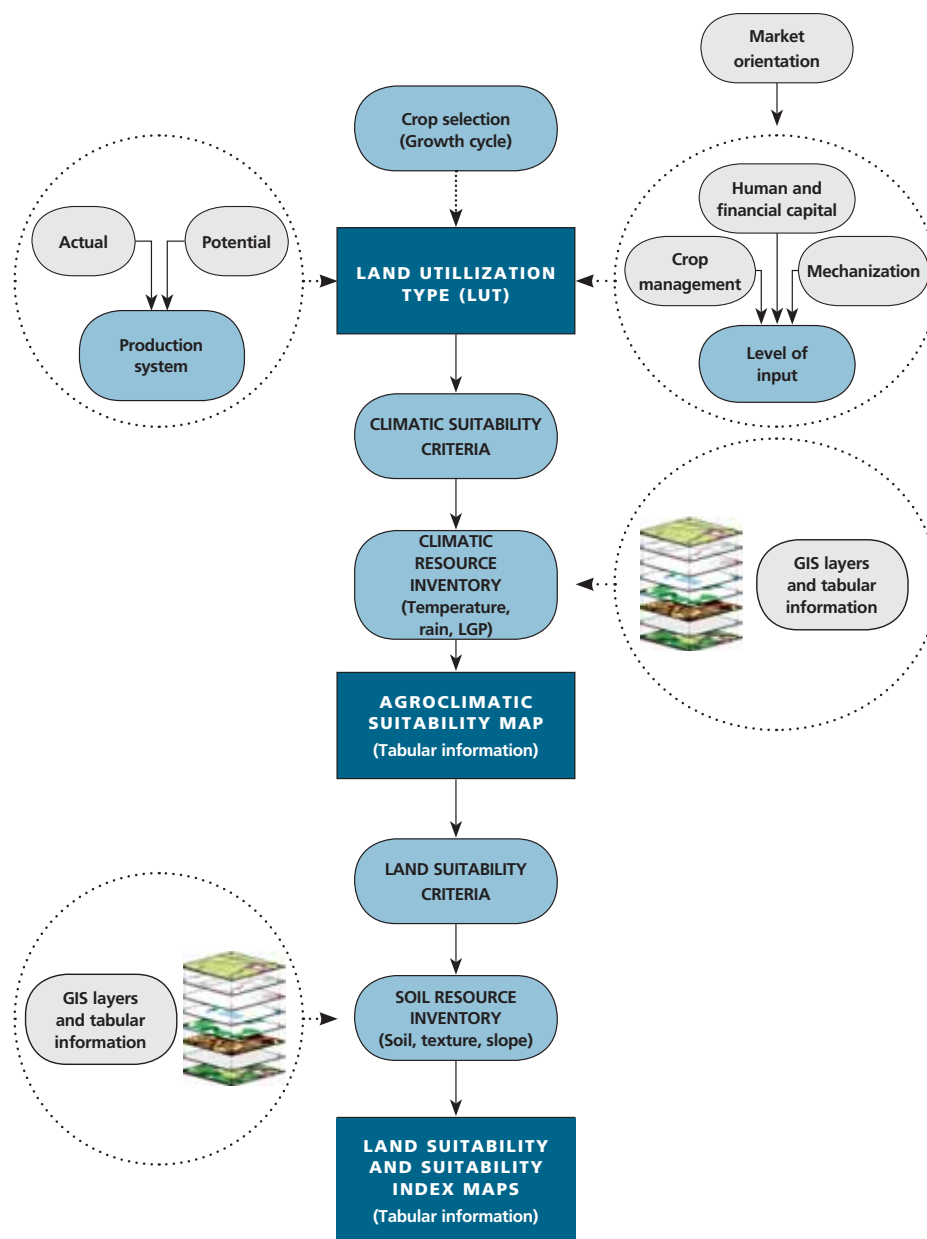 Market
orientation
Crop selection
(Growth cycle)
Human and
financial capital
Actual
Potential
Crop
management
Mechanization
LAND UTILLIZATION
TYPE (LUT)
Production
system
Level of
input
CLIMATIC SUITABILITY
CRITERIA
CLIMATIC
RESOURCE
INVENTORY
(Temperature,
rain, LGP)
GIS layers
and tabular
information
AGROCLIMATIC
SUITABILITY MAP
(Tabular information)
LAND SUITABILITY
CRITERIA
GIS layers
and tabular
information
SOIL RESOURCE
INVENTORY
(Soil, texture, slope)
LAND SUITABILITY
AND SUITABILITY
INDEX MAPS
(Tabular information)